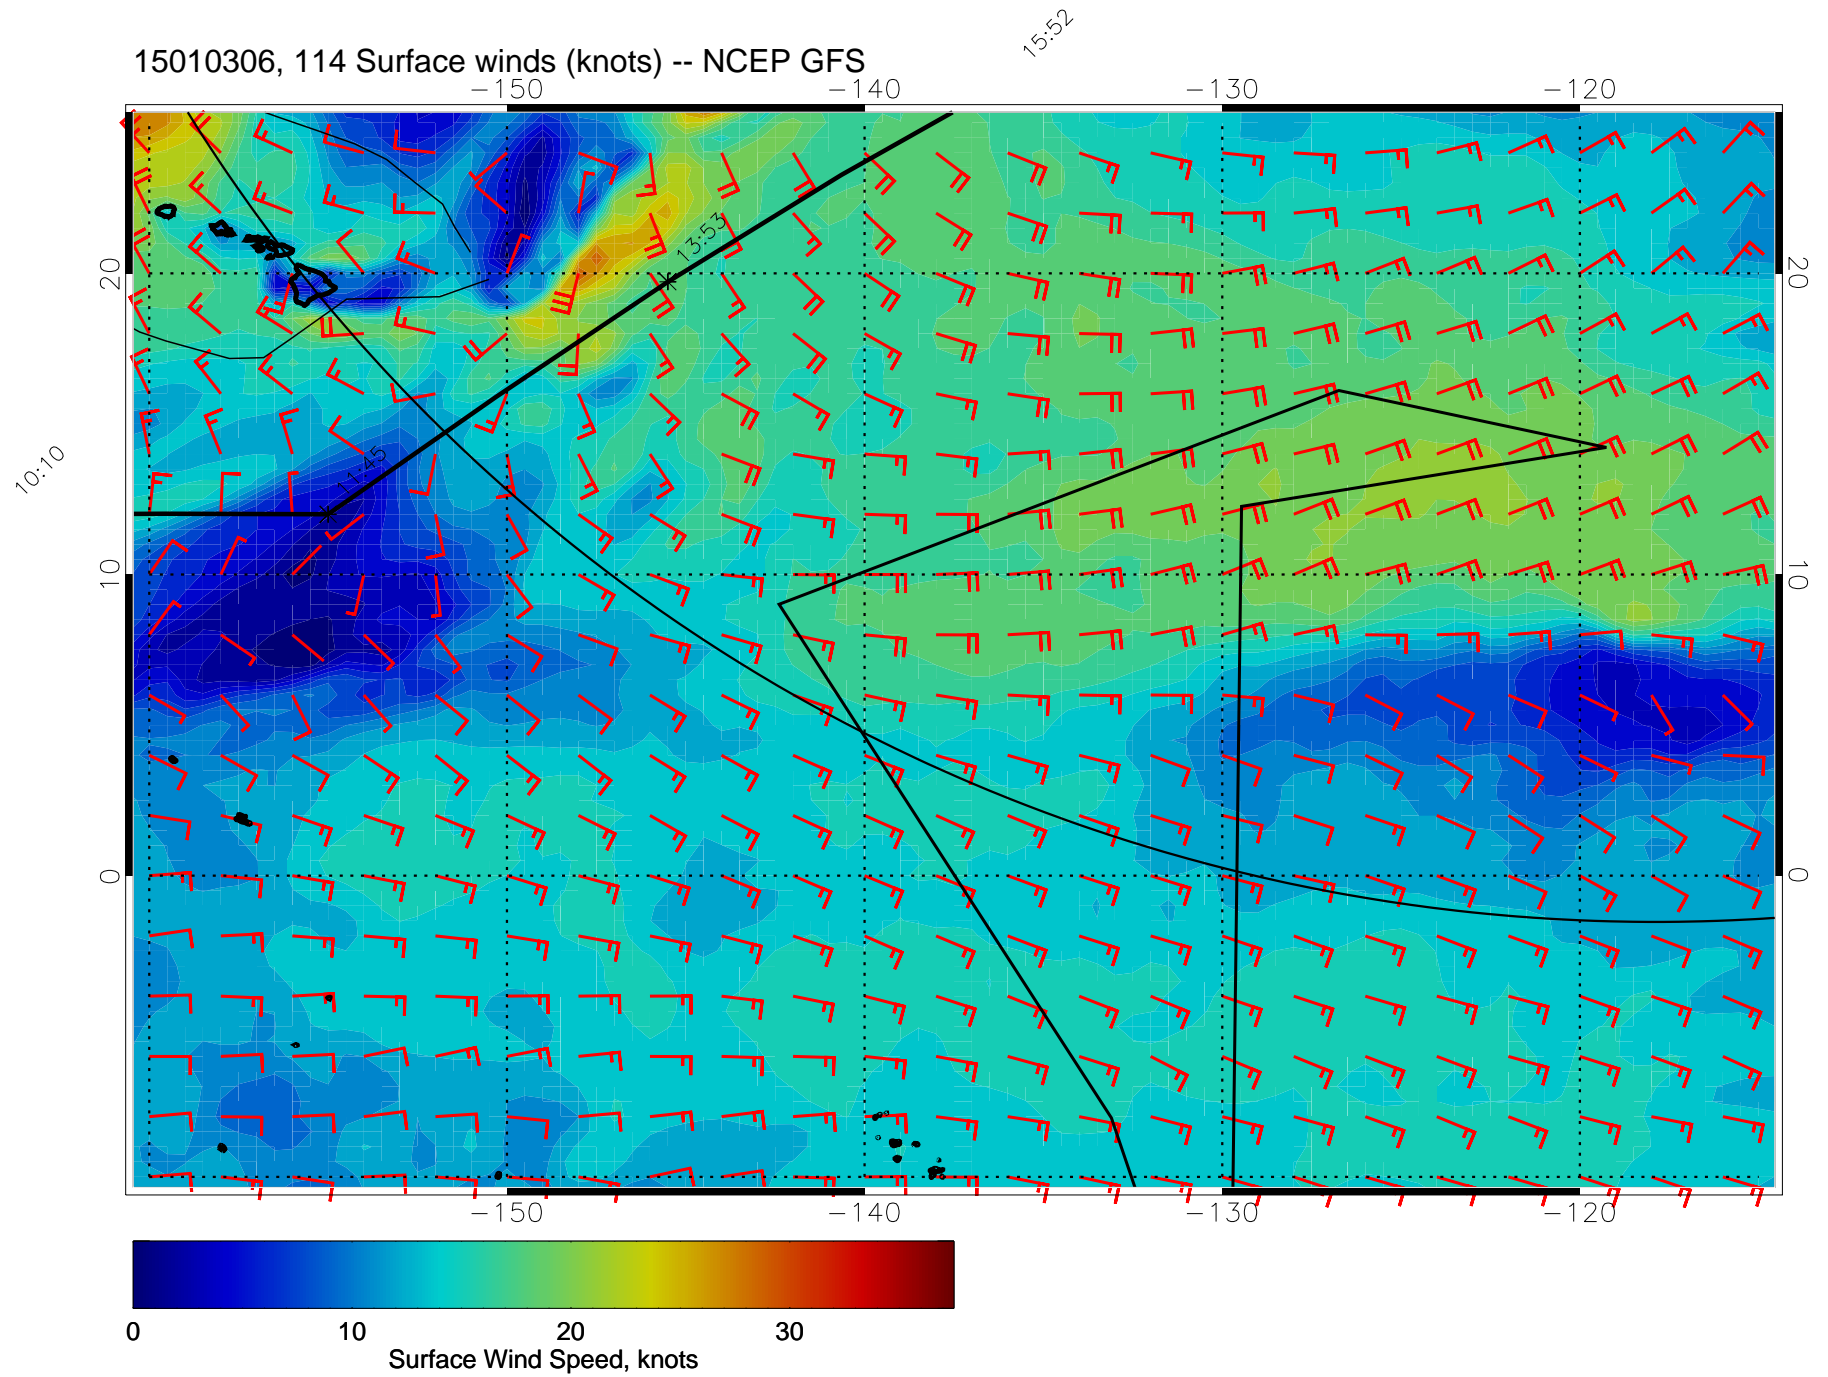 15:52
15010306, 114 Surface winds (knots) -- NCEP GFS
−150 −140 −130 −120
13:53
20 20
11:45
10:10
10 10
0 0
−150 −140 −130 −120
0 10 20 30
Surface Wind Speed, knots